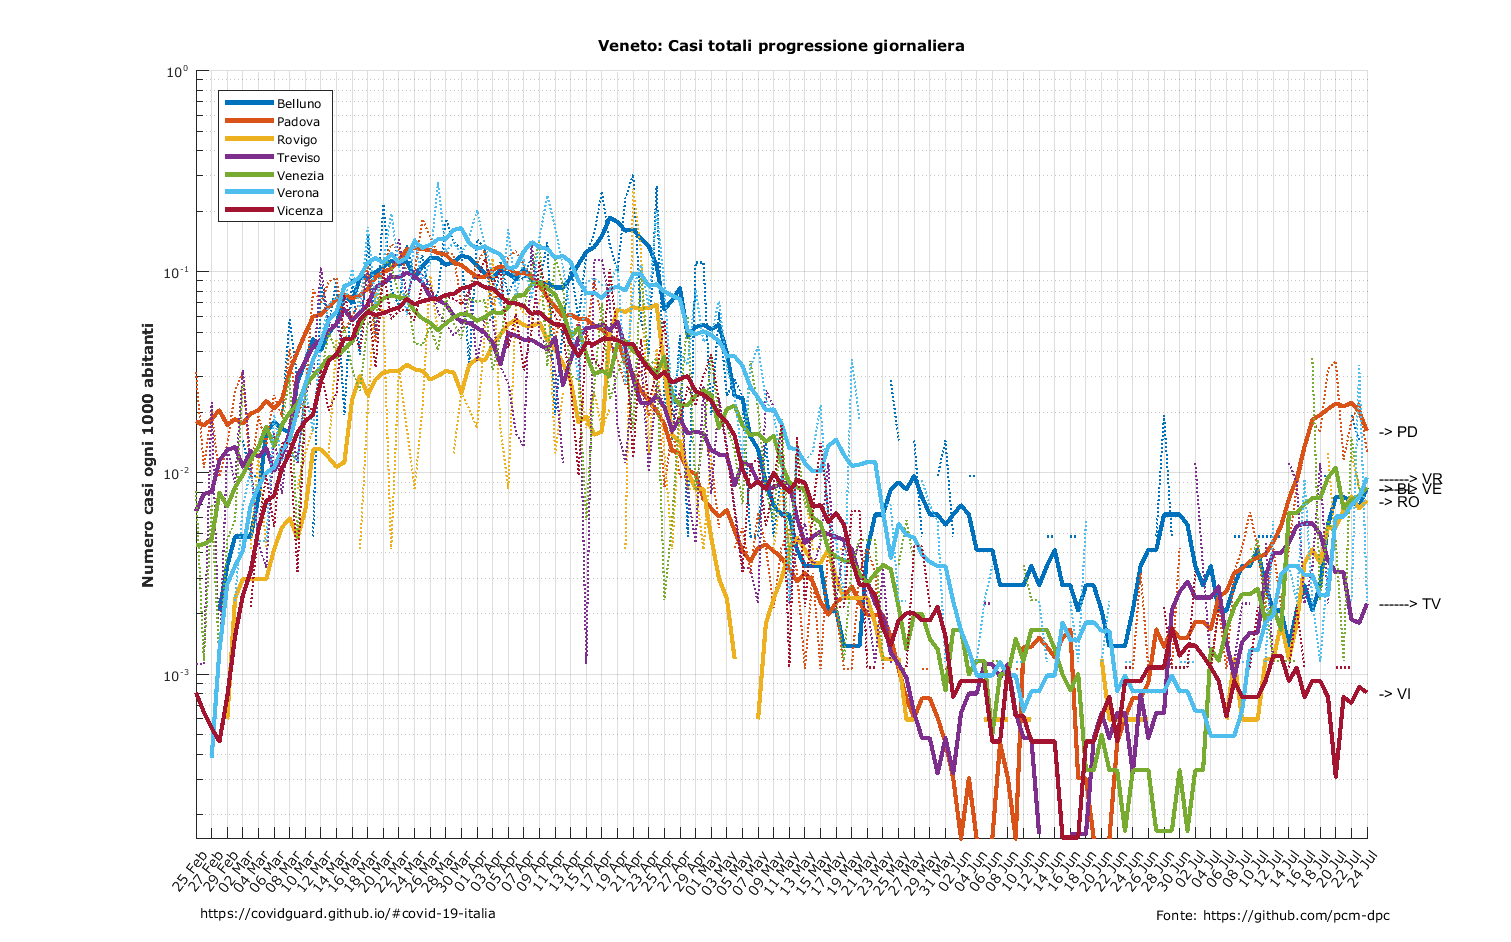 Veneto: Casi totali progressione giornaliera
Numero casi ogni 1000 abitanti
10⁰
10⁻¹
10⁻²
10⁻³
Belluno
Padova
Rovigo
Treviso
Venezia
Verona
Vicenza
-> PD
------> VR
-> BL
------> VE
-> RO
------> TV
-> VI
25 Feb
27 Feb
29 Feb
02 Mar
04 Mar
06 Mar
08 Mar
10 Mar
12 Mar
14 Mar
16 Mar
18 Mar
20 Mar
22 Mar
24 Mar
26 Mar
28 Mar
30 Mar
01 Apr
03 Apr
05 Apr
07 Apr
09 Apr
11 Apr
13 Apr
15 Apr
17 Apr
19 Apr
21 Apr
23 Apr
25 Apr
27 Apr
29 Apr
01 May
03 May
05 May
07 May
09 May
11 May
13 May
15 May
17 May
19 May
21 May
23 May
25 May
27 May
29 May
31 May
02 Jun
04 Jun
06 Jun
08 Jun
10 Jun
12 Jun
14 Jun
16 Jun
18 Jun
20 Jun
22 Jun
24 Jun
26 Jun
28 Jun
30 Jun
02 Jul
04 Jul
06 Jul
08 Jul
10 Jul
12 Jul
14 Jul
16 Jul
18 Jul
20 Jul
22 Jul
24 Jul
https://covidguard.github.io/#covid-19-italia
Fonte: https://github.com/pcm-dpc